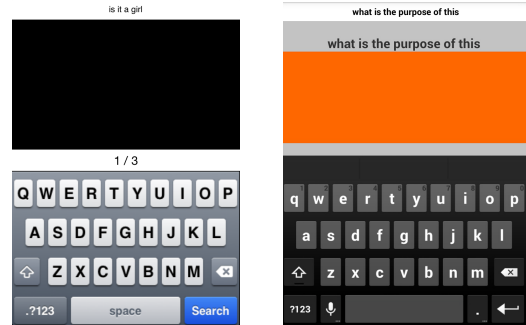 is it a girl
1 / 3
Q W E R T Y U I O P
A S D F G H J K L
Z X C V B N M
.?123 space Search
what is the purpose of this
what is the purpose of this
q w e r t y u i o p
a s d f g h j k l
z x c v b n m
?123 .